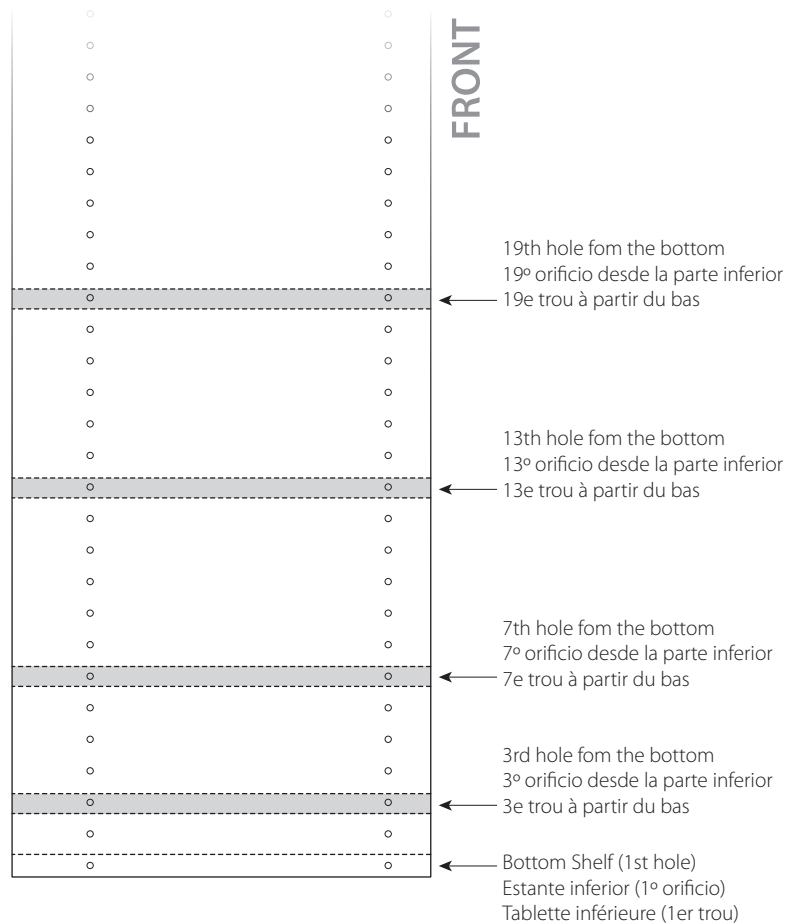 FRONT
19th hole fom the bottom
19º orificio desde la parte inferior
19e trou à partir du bas
13th hole fom the bottom
13º orificio desde la parte inferior
13e trou à partir du bas
7th hole fom the bottom
7º orificio desde la parte inferior
7e trou à partir du bas
3rd hole fom the bottom
3º orificio desde la parte inferior
3e trou à partir du bas
Bottom Shelf (1st hole)
Estante inferior (1º orificio)
Tablette inférieure (1er trou)